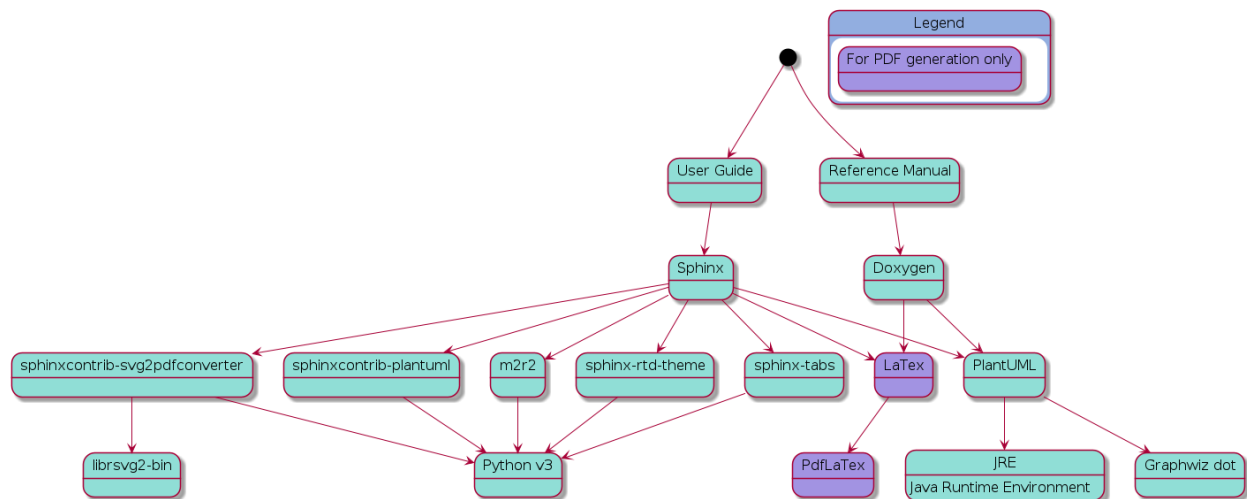 Legend
For PDF generation only
User Guide
Reference Manual
Sphinx
Doxygen
sphinxcontrib-svg2pdfconverter
sphinxcontrib-plantuml
m2r2
sphinx-rtd-theme
sphinx-tabs
LaTex
PlantUML
librsvg2-bin
Python v3
PdfLaTex
JRE
Java Runtime Environment
Graphwiz dot